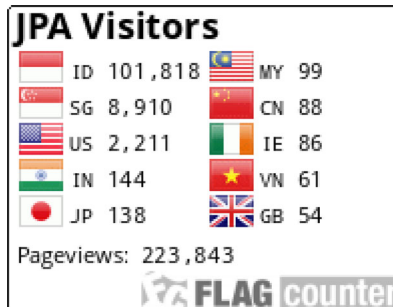 JPA Visitors
ID 101,818 MY 99
SG 8,910 CN 88
US 2,211 IE 86
IN 144 VN 61
JP 138 GB 54
Pageviews: 223,843
FLAG counter